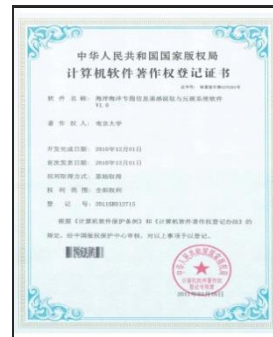 中华人民共和国国家版权局
计算机软件著作权登记证书
软 件 名 称：
V1.0
著 作 权 人：南京大学
开发完成日期：2010年12月01日
首次发表日期：2010年12月01日
权利取得方式：原始取得
权 利 范 围：全部权利
登 记 号：2011SR012715
根据《计算机软件保护条例》和《计算机软件著作权登记办法》的
规定，经中国版权保护中心审核，对以上事项予以登记。